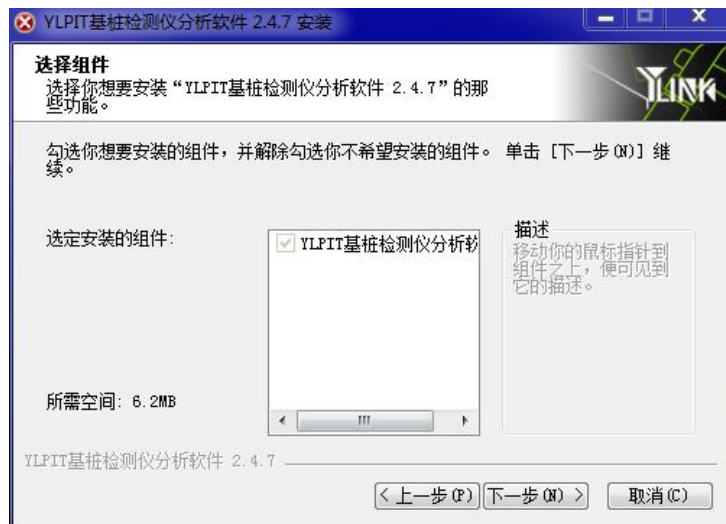 YLPIT基桩检测仪分析软件 2.4.7 安装
选择组件
选择你想要安装“YLPIT基桩检测仪分析软件 2.4.7”的那
些功能。
YLINK
勾选你想要安装的组件，并解除勾选你不希望安装的组件。 单击 [下一步(N)] 继
续。
选定安装的组件:
YLPIT基桩检测仪分析软
描述
移动你的鼠标指针到
组件之上，便可见到
它的描述。
所需空间: 6.2MB
YLPIT基桩检测仪分析软件 2.4.7
< 上一步(P) 下一步(N) > 取消(C)